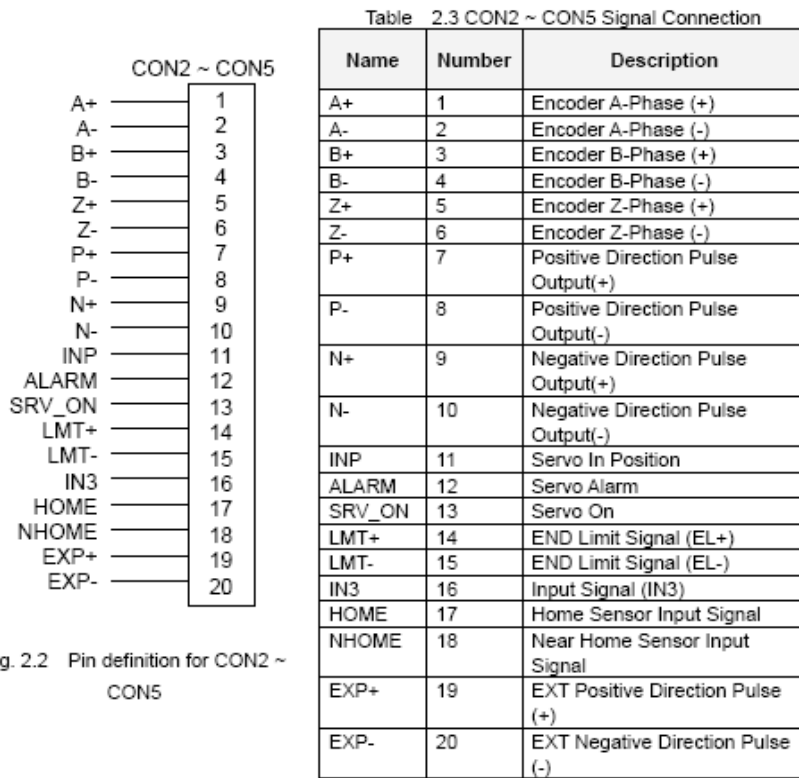 CON2 ~ CON5
A+ 1
A- 2
B+ 3
B- 4
Z+ 5
Z- 6
P+ 7
P- 8
N+ 9
N- 10
INP 11
ALARM 12
SRV_ON 13
LMT+ 14
LMT- 15
IN3 16
HOME 17
NHOME 18
EXP+ 19
EXP- 20
g. 2.2 Pin definition for CON2 ~
CON5
Table 2.3 CON2 ~ CON5 Signal Connection
Name Number Description
A+ 1 Encoder A-Phase (+)
A- 2 Encoder A-Phase (-)
B+ 3 Encoder B-Phase (+)
B- 4 Encoder B-Phase (-)
Z+ 5 Encoder Z-Phase (+)
Z- 6 Encoder Z-Phase (-)
P+ 7 Positive Direction Pulse
Output(+)
P- 8 Positive Direction Pulse
Output(-)
N+ 9 Negative Direction Pulse
Output(+)
N- 10 Negative Direction Pulse
Output(-)
INP 11 Servo In Position
ALARM 12 Servo Alarm
SRV_ON 13 Servo On
LMT+ 14 END Limit Signal (EL+)
LMT- 15 END Limit Signal (EL-)
IN3 16 Input Signal (IN3)
HOME 17 Home Sensor Input Signal
NHOME 18 Near Home Sensor Input
Signal
EXP+ 19 EXT Positive Direction Pulse
(+)
EXP- 20 EXT Negative Direction Pulse
(-)